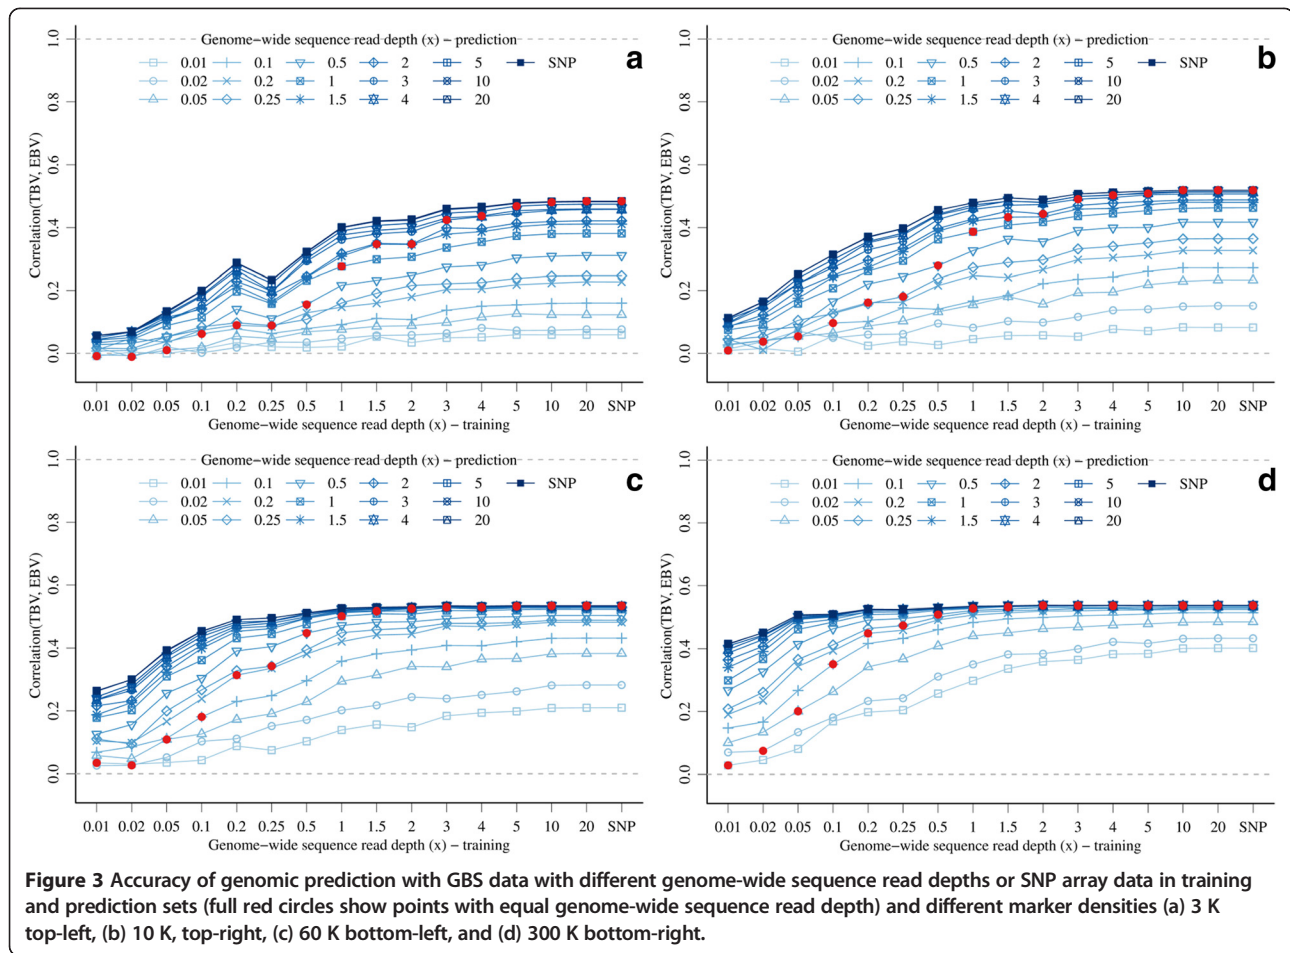 Genome−wide sequence read depth (x) − prediction
a
0.01 0.1 0.5 2 5 SNP
0.02 0.2 1 3 10
0.05 0.25 1.5 4 20
Correlation(TBV, EBV)
1.0
0.8
0.6
0.4
0.2
0.0
0.01 0.02 0.05 0.1 0.2 0.25 0.5 1 1.5 2 3 4 5 10 20 SNP
Genome−wide sequence read depth (x) − training
Genome−wide sequence read depth (x) − prediction
b
0.01 0.1 0.5 2 5 SNP
0.02 0.2 1 3 10
0.05 0.25 1.5 4 20
Correlation(TBV, EBV)
1.0
0.8
0.6
0.4
0.2
0.0
0.01 0.02 0.05 0.1 0.2 0.25 0.5 1 1.5 2 3 4 5 10 20 SNP
Genome−wide sequence read depth (x) − training
Genome−wide sequence read depth (x) − prediction
c
0.01 0.1 0.5 2 5 SNP
0.02 0.2 1 3 10
0.05 0.25 1.5 4 20
Correlation(TBV, EBV)
1.0
0.8
0.6
0.4
0.2
0.0
0.01 0.02 0.05 0.1 0.2 0.25 0.5 1 1.5 2 3 4 5 10 20 SNP
Genome−wide sequence read depth (x) − training
Genome−wide sequence read depth (x) − prediction
d
0.01 0.1 0.5 2 5 SNP
0.02 0.2 1 3 10
0.05 0.25 1.5 4 20
Correlation(TBV, EBV)
1.0
0.8
0.6
0.4
0.2
0.0
0.01 0.02 0.05 0.1 0.2 0.25 0.5 1 1.5 2 3 4 5 10 20 SNP
Genome−wide sequence read depth (x) − training
Figure 3 Accuracy of genomic prediction with GBS data with different genome-wide sequence read depths or SNP array data in training
and prediction sets (full red circles show points with equal genome-wide sequence read depth) and different marker densities (a) 3 K
top-left, (b) 10 K, top-right, (c) 60 K bottom-left, and (d) 300 K bottom-right.